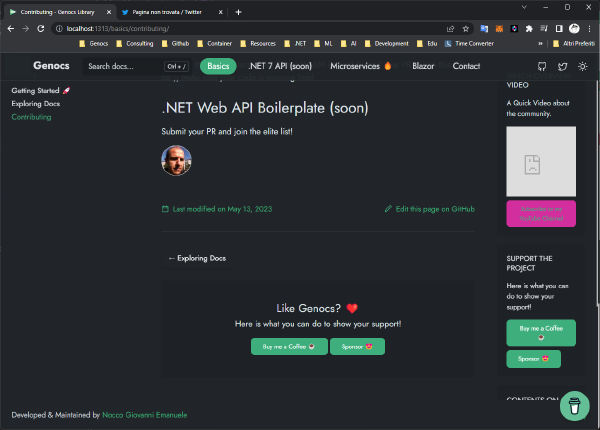 Contributing - Genocs Library
Pagina non trovata / Twitter
localhost:1313/basics/contributing/
Genocs
Consulting
Github
Container
Resources
.NET
ML
AI
Development
Edu
Time Converter
»
Altri Preferiti
Genocs
Search docs...
Ctrl + /
Basics
.NET 7 API (soon)
Microservices 🔥
Blazor
Contact
Getting Started 🚀
Exploring Docs
Contributing
.NET Web API Boilerplate (soon)
Submit your PR and join the elite list!
Last modified on May 13, 2023
Edit this page on GitHub
← Exploring Docs
Like Genocs? ❤️
Here is what you can do to show your support!
Buy me a Coffee ☕
Sponsor 😍
VIDEO
A Quick Video about
the community.
Youtube Channel
SUPPORT THE
PROJECT
Here is what you can
do to show your
support!
Buy me a Coffee
☕
Sponsor 😍
CONTENTS ON
Developed & Maintained by Nocco Giovanni Emanuele